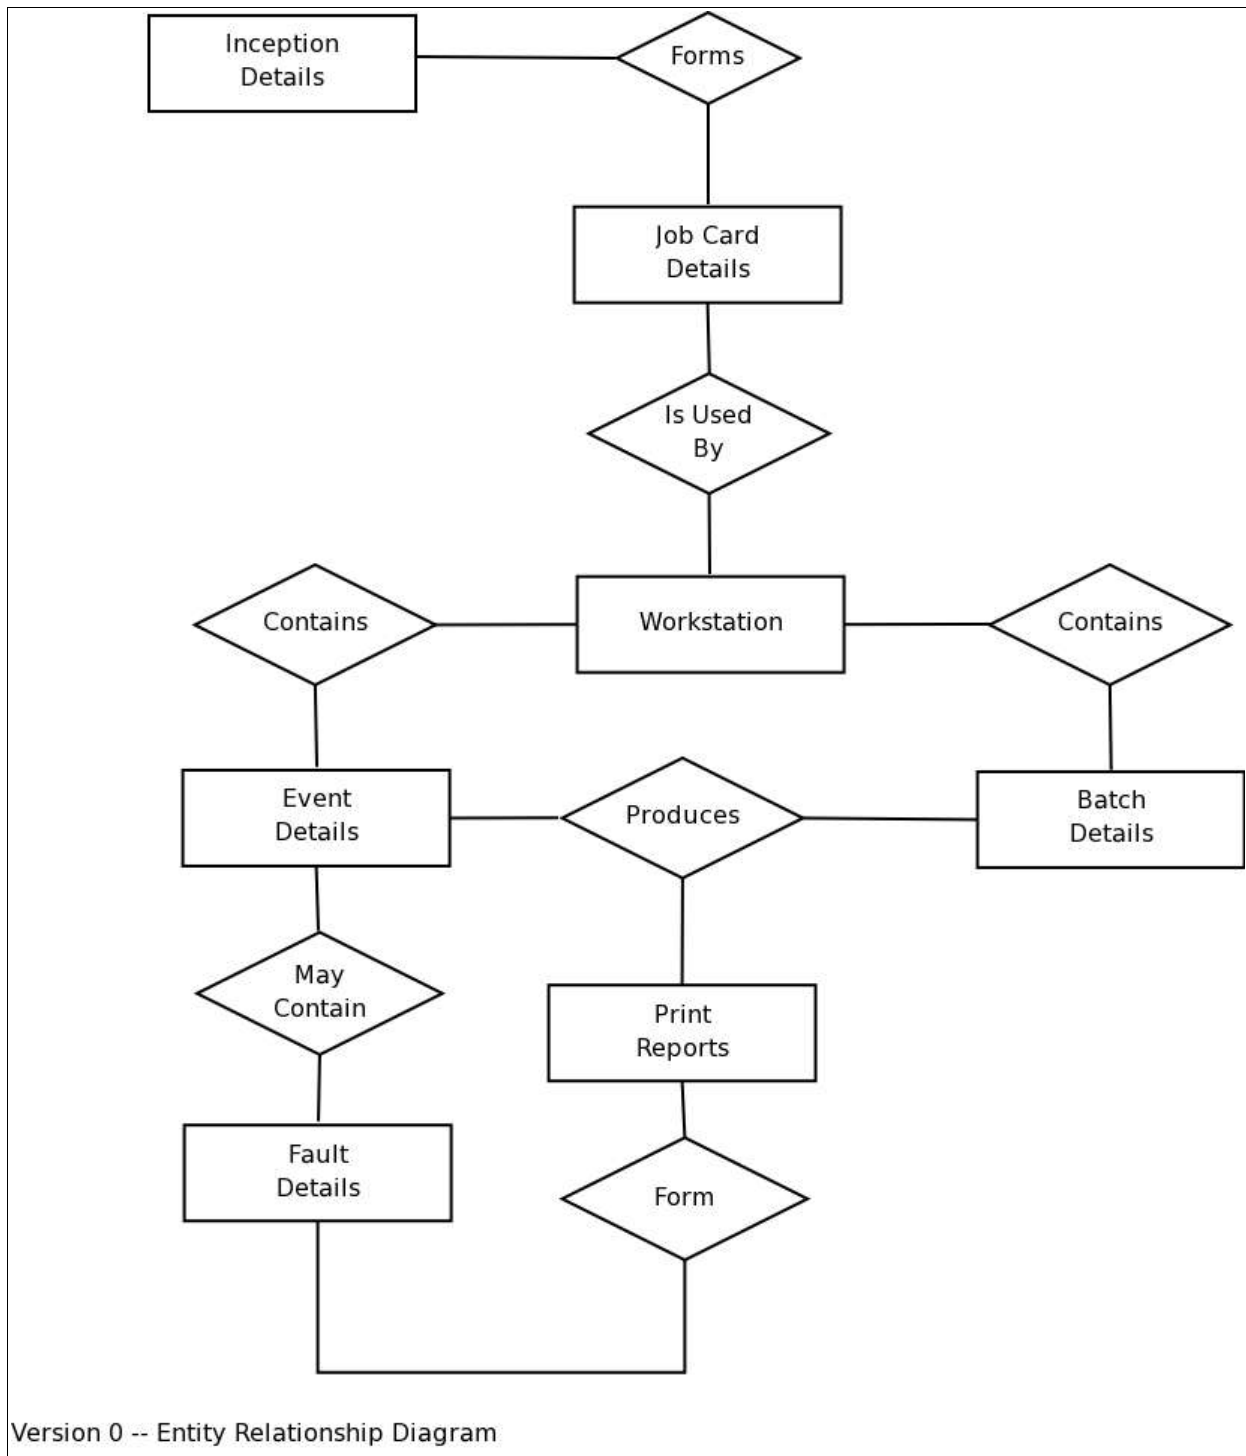 Inception
Details
Forms
Job Card
Details
Is Used
By
Contains
Workstation
Contains
Event
Details
Produces
Batch
Details
May
Contain
Print
Reports
Fault
Details
Form
Version 0 -- Entity Relationship Diagram